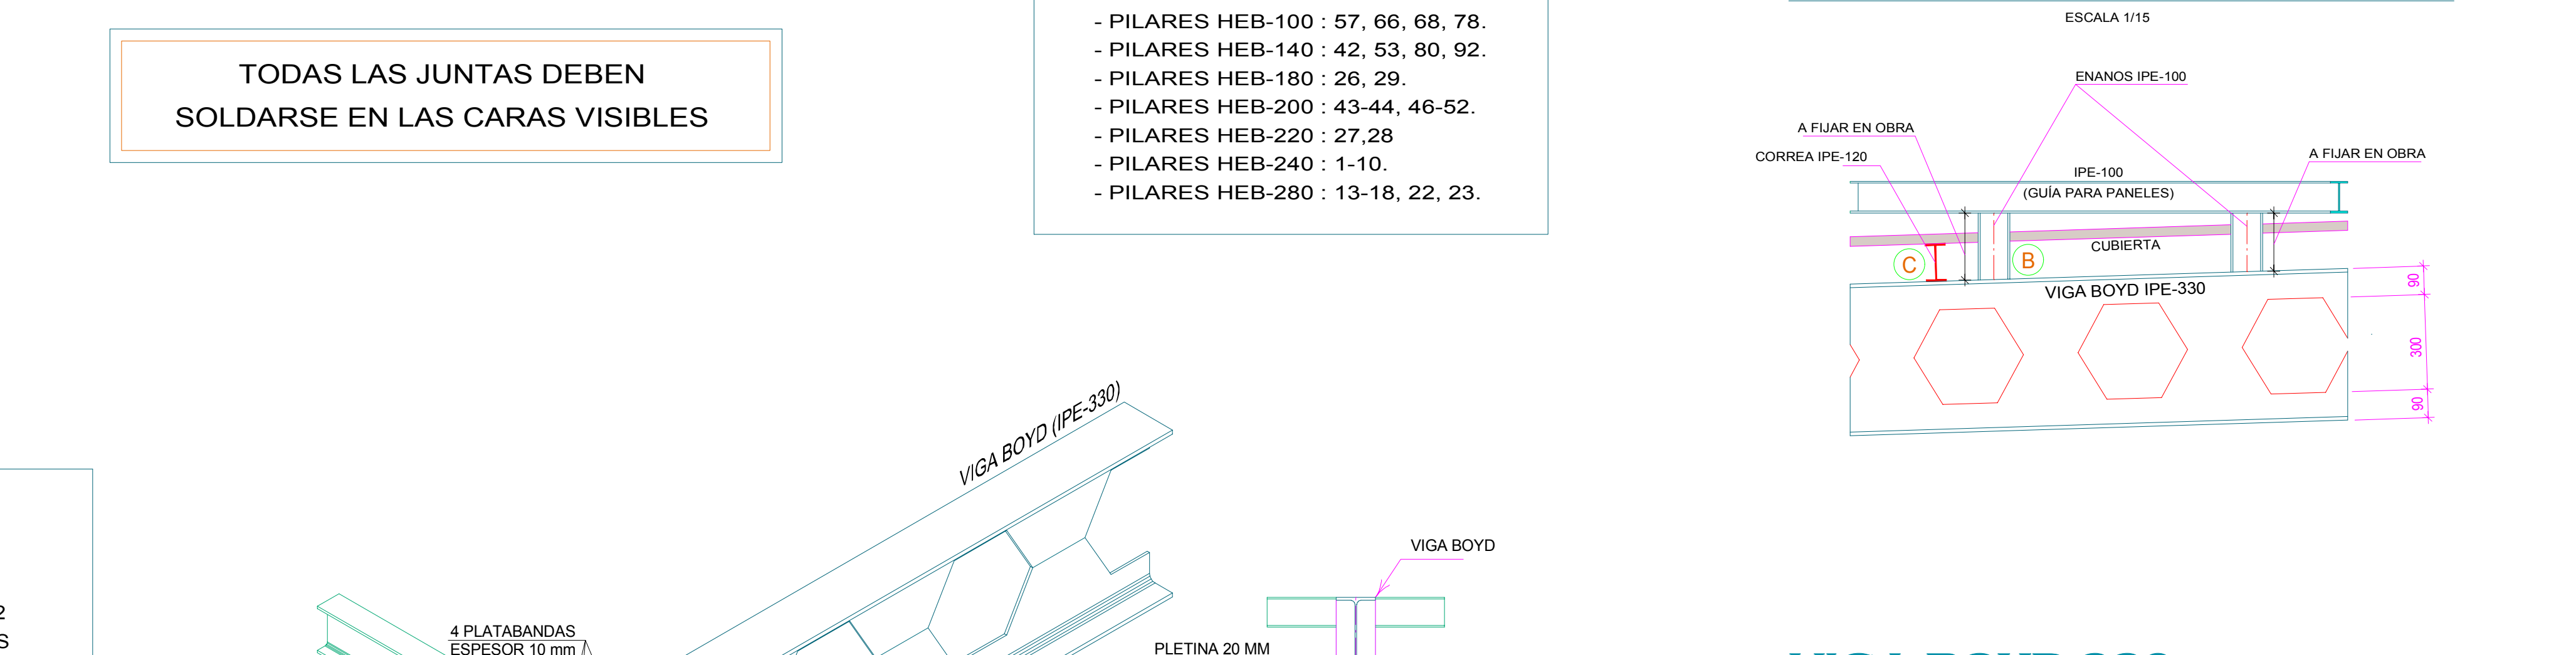 TODAS LAS JUNTAS DEBEN
SOLDARSE EN LAS CARAS VISIBLES
- PILARES HEB-100 : 57, 66, 68, 78.
- PILARES HEB-140 : 42, 53, 80, 92.
- PILARES HEB-180 : 26, 29.
- PILARES HEB-200 : 43-44, 46-52.
- PILARES HEB-220 : 27,28
- PILARES HEB-240 : 1-10.
- PILARES HEB-280 : 13-18, 22, 23.
ESCALA 1/15
ENANOS IPE-100
A FIJAR EN OBRA
CORREA IPE-120
A FIJAR EN OBRA
IPE-100
(GUÍA PARA PANELES)
CUBIERTA
C
B
VIGA BOYD IPE-330
90
300
90
VIGA BOYD (IPE-330)
VIGA BOYD
2
S
4 PLATABANDAS
ESPESOR 10 mm
PLETINA 20 MM